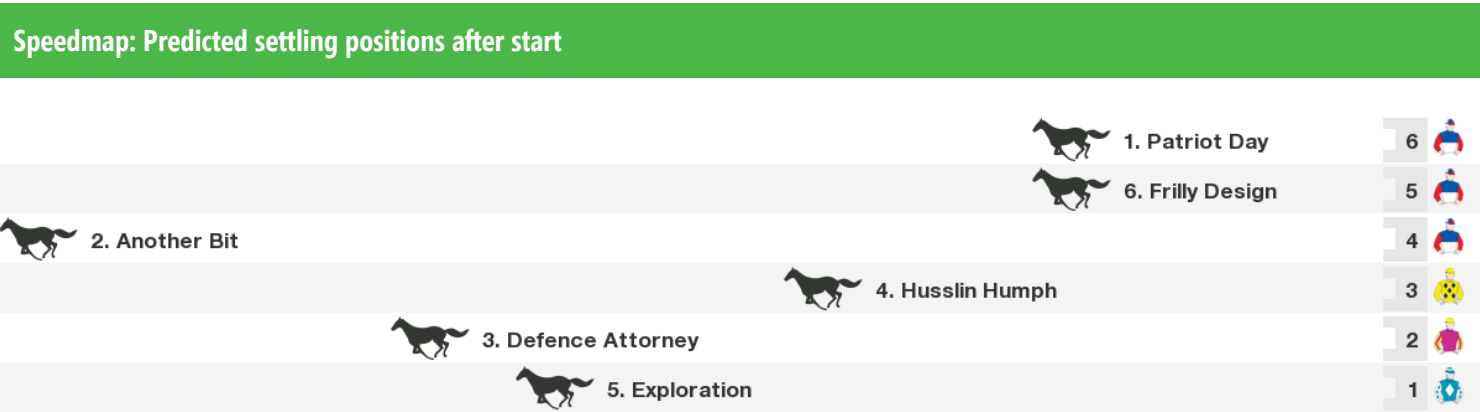 Speedmap: Predicted settling positions after start
1. Patriot Day 6
6. Frilly Design 5
2. Another Bit 4
4. Husslin Humph 3
3. Defence Attorney 2
5. Exploration 1